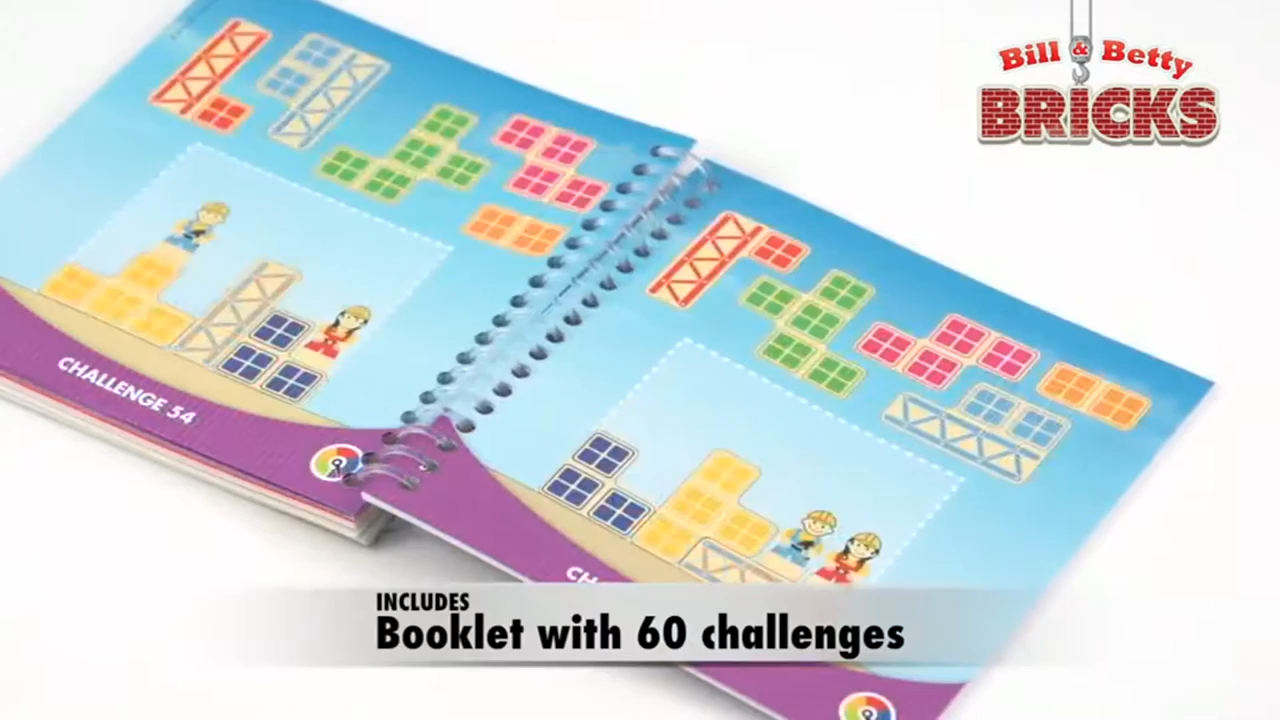 Bill & Betty
BRICKS
CHALLENGE 54
INCLUDES
Booklet with 60 challenges